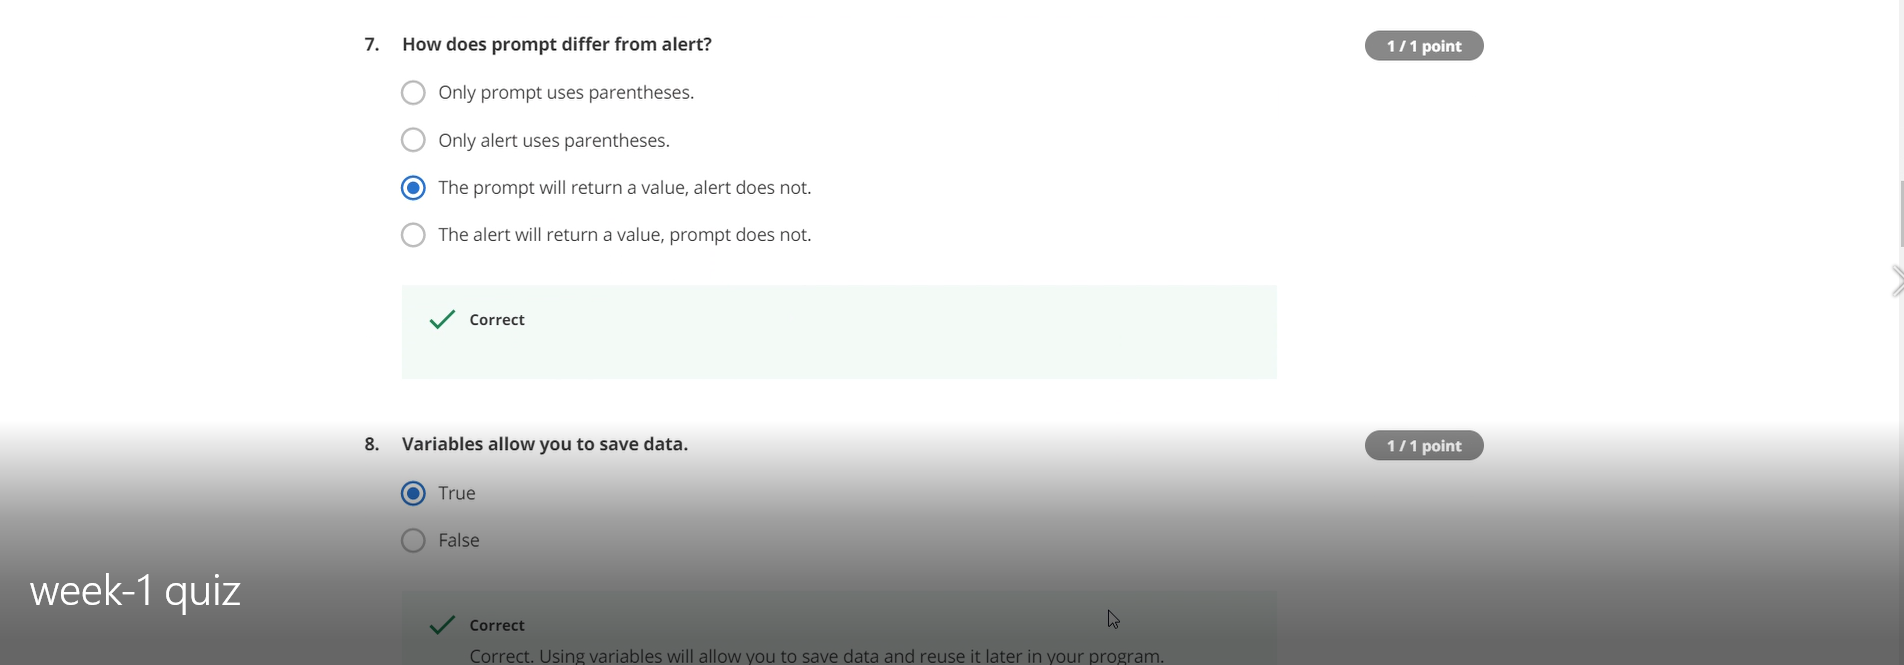 7. How does prompt differ from alert? 1 / 1 point
Only prompt uses parentheses.
Only alert uses parentheses.
The prompt will return a value, alert does not.
The alert will return a value, prompt does not.
Correct
8. Variables allow you to save data. 1 / 1 point
True
False
week-1 quiz
Correct
Correct. Using variables will allow you to save data and reuse it later in your program.